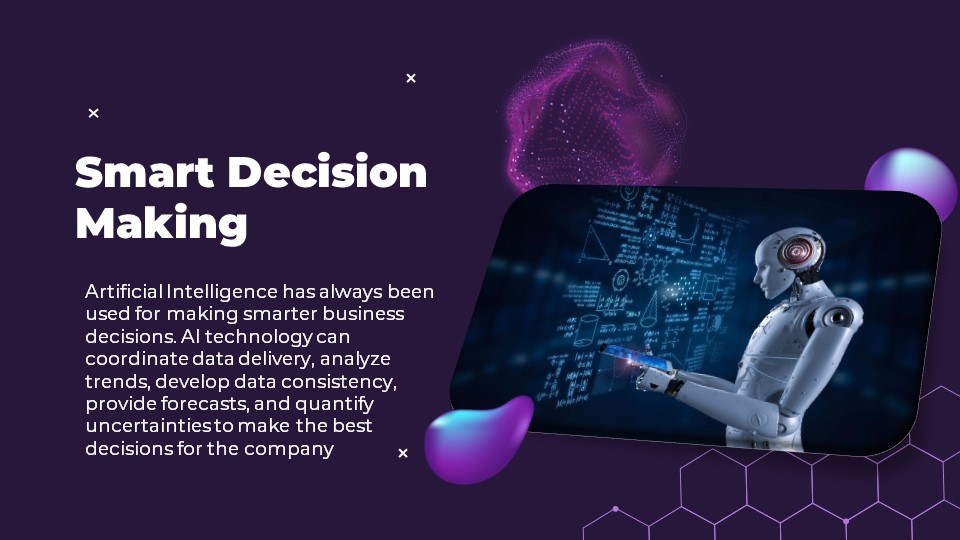 Smart Decision
Making
Artificial Intelligence has always been
used for making smarter business
decisions. AI technology can
coordinate data delivery, analyze
trends, develop data consistency,
provide forecasts, and quantify
uncertainties to make the best
decisions for the company